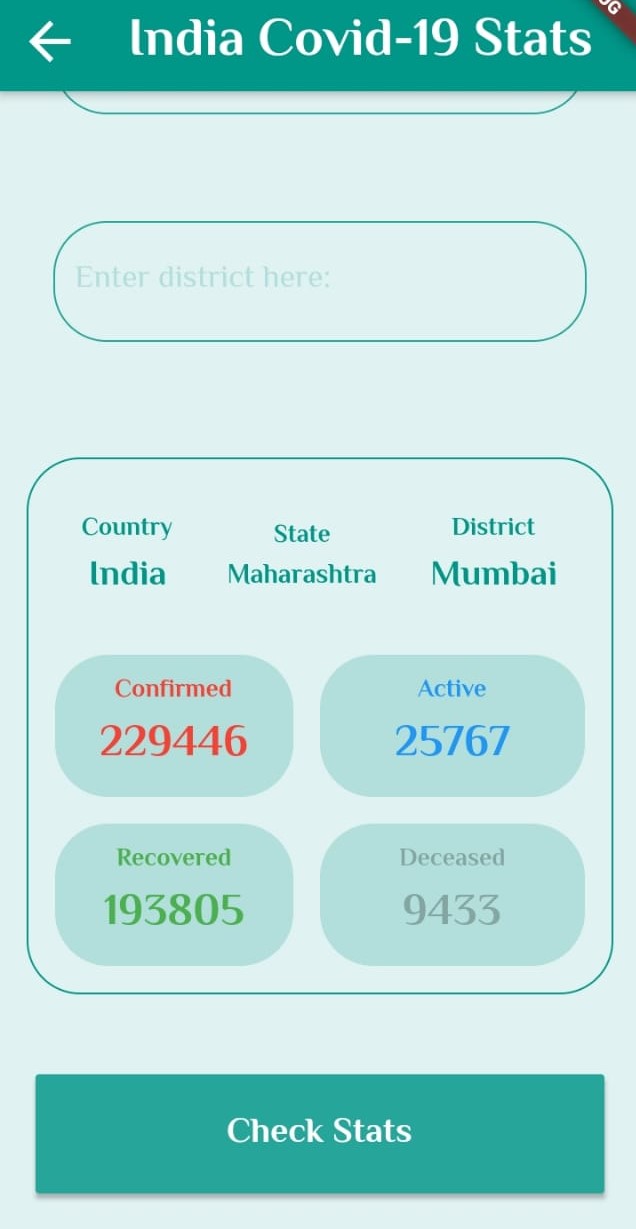 India Covid-19 Stats
Enter district here:
Country State District
India Maharashtra Mumbai
Confirmed Active
229446 25767
Recovered Deceased
193805 9433
Check Stats